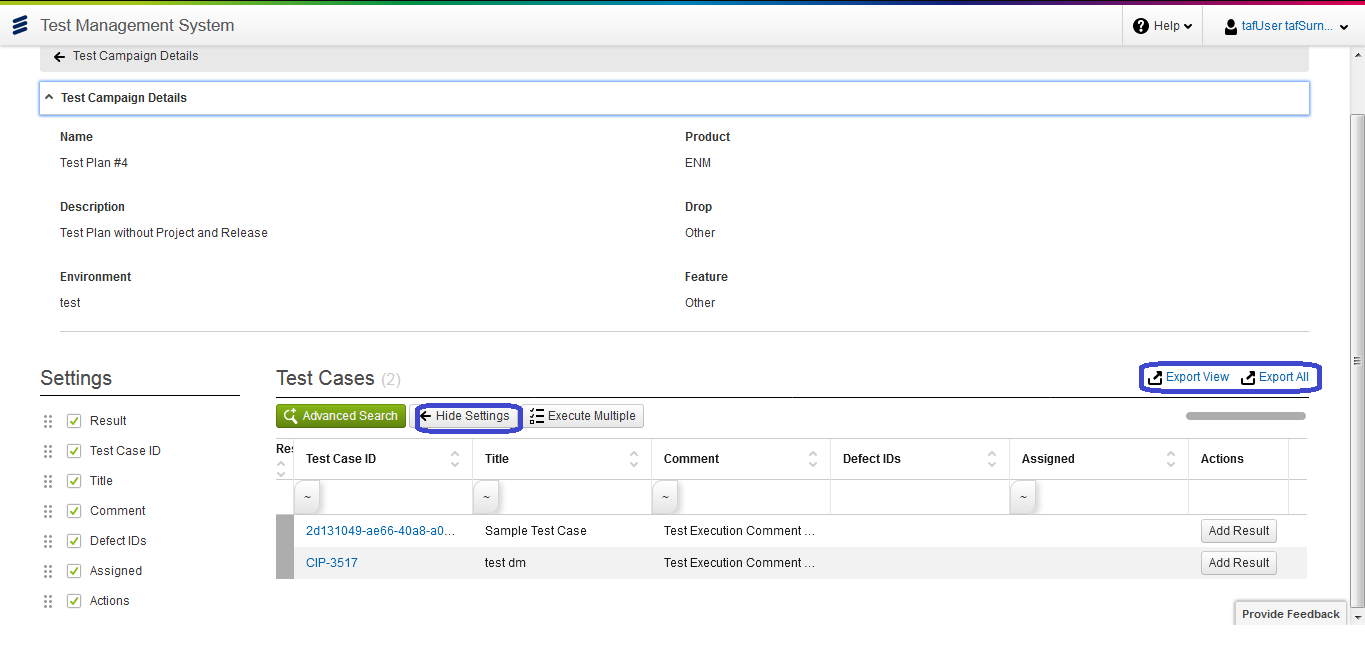 Test Management System
Help
tafUser tafSurn...
Test Campaign Details
Test Campaign Details
Name
Product
Test Plan #4
ENM
Description
Drop
Test Plan without Project and Release
Other
Environment
Feature
test
Other
Settings
Test Cases (2)
Export View Export All
Advanced Search Hide Settings Execute Multiple
Result
Test Case ID
Title
Comment
Defect IDs
Assigned
Actions
Res Test Case ID Title Comment Defect IDs Assigned Actions
~ ~ ~ ~
2d131049-ae66-40a8-a0... Sample Test Case Test Execution Comment ... Add Result
CIP-3517 test dm Test Execution Comment ... Add Result
Provide Feedback